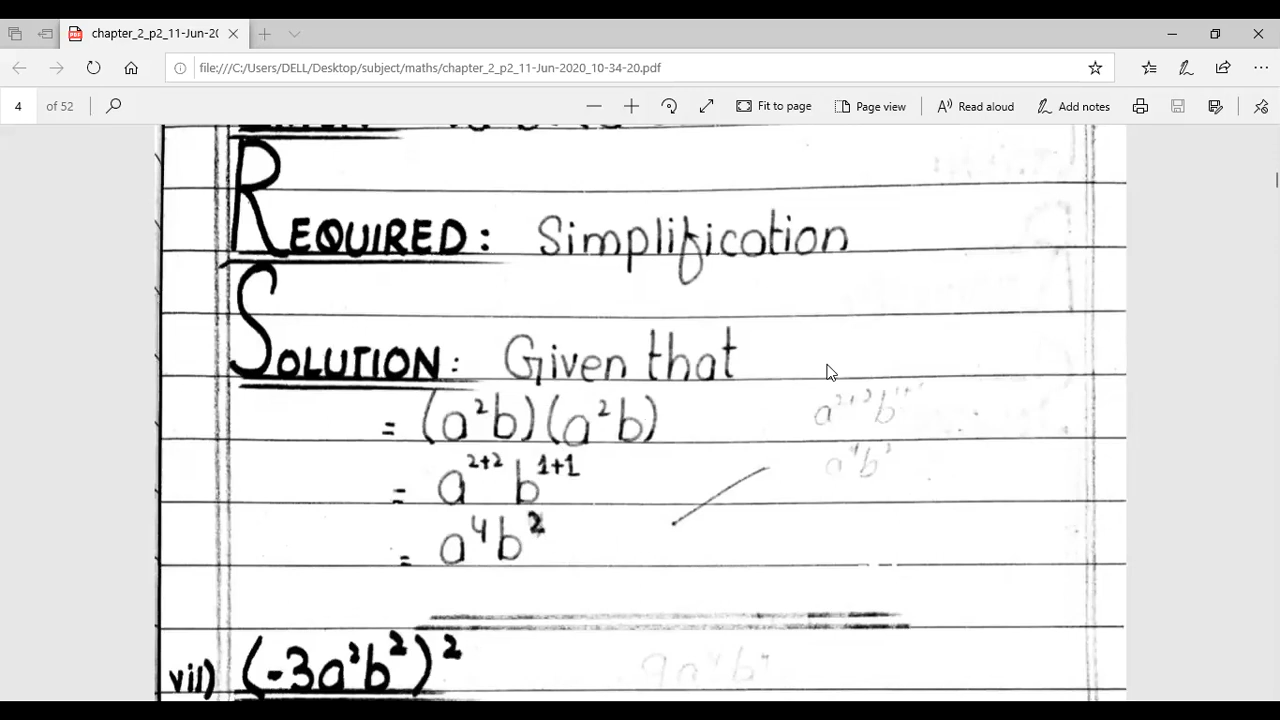 chapter_2_p2_11-Jun-20
file:///C:/Users/DELL/Desktop/subject/maths/chapter_2_p2_11-Jun-2020_10-34-20.pdf
4 of 52 Fit to page Page view Read aloud Add notes
REQUIRED: Simplification
SOLUTION: Given that
= (a²b)(a²b)
= a²⁺² b¹⁺¹
= a⁴b²
vii) (-3a²b²)²